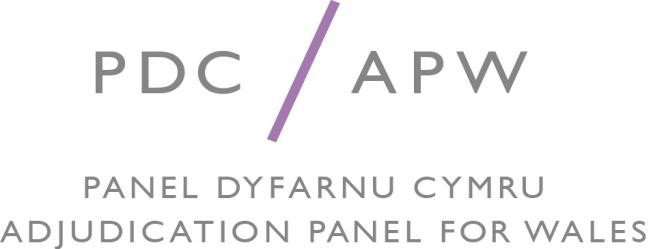 PDC / APW
PANEL DYFARNU CYMRU
ADJUDICATION PANEL FOR WALES